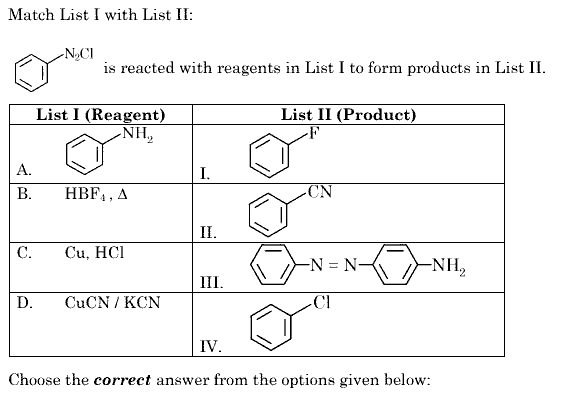 Match List I with List II:
N₂Cl
is reacted with reagents in List I to form products in List II.
List I (Reagent) List II (Product)
A. NH₂ I. F
B. HBF₄, Δ II. CN
C. Cu, HCl III. N = N NH₂
D. CuCN / KCN IV. Cl
Choose the correct answer from the options given below: